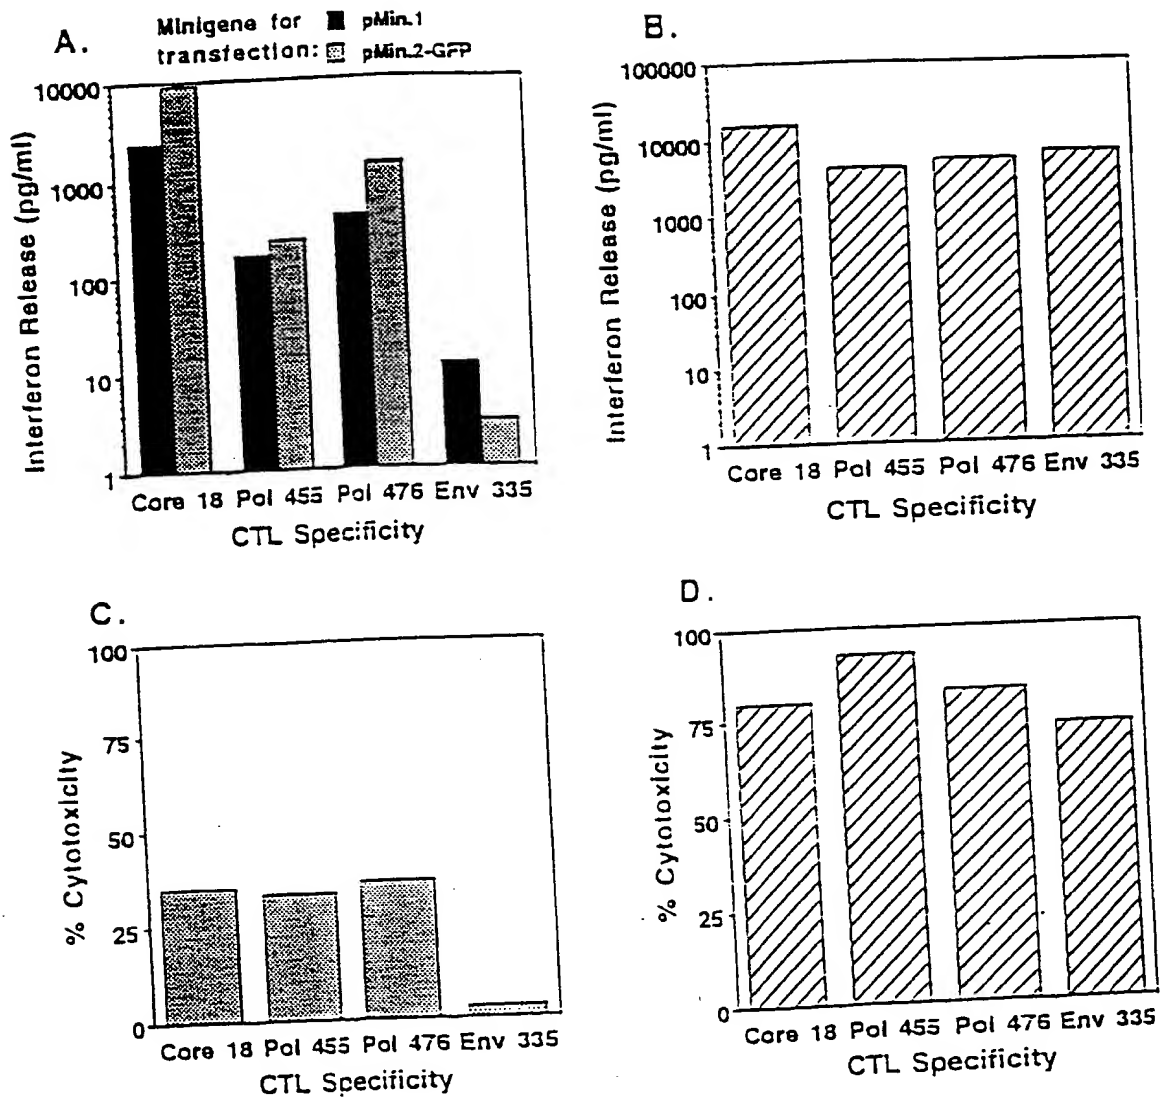 A.
Minigene for ■ pMin.1
transfection: ▒ pMin.2-GFP
Interferon Release (pg/ml)
10000
1000
100
10
1
Core 18 Pol 455 Pol 476 Env 335
CTL Specificity
B.
Interferon Release (pg/ml)
100000
10000
1000
100
10
1
Core 18 Pol 455 Pol 476 Env 335
CTL Specificity
C.
% Cytotoxicity
100
75
50
25
0
Core 18 Pol 455 Pol 476 Env 335
CTL Specificity
D.
% Cytotoxicity
100
75
50
25
0
Core 18 Pol 455 Pol 476 Env 335
CTL Specificity